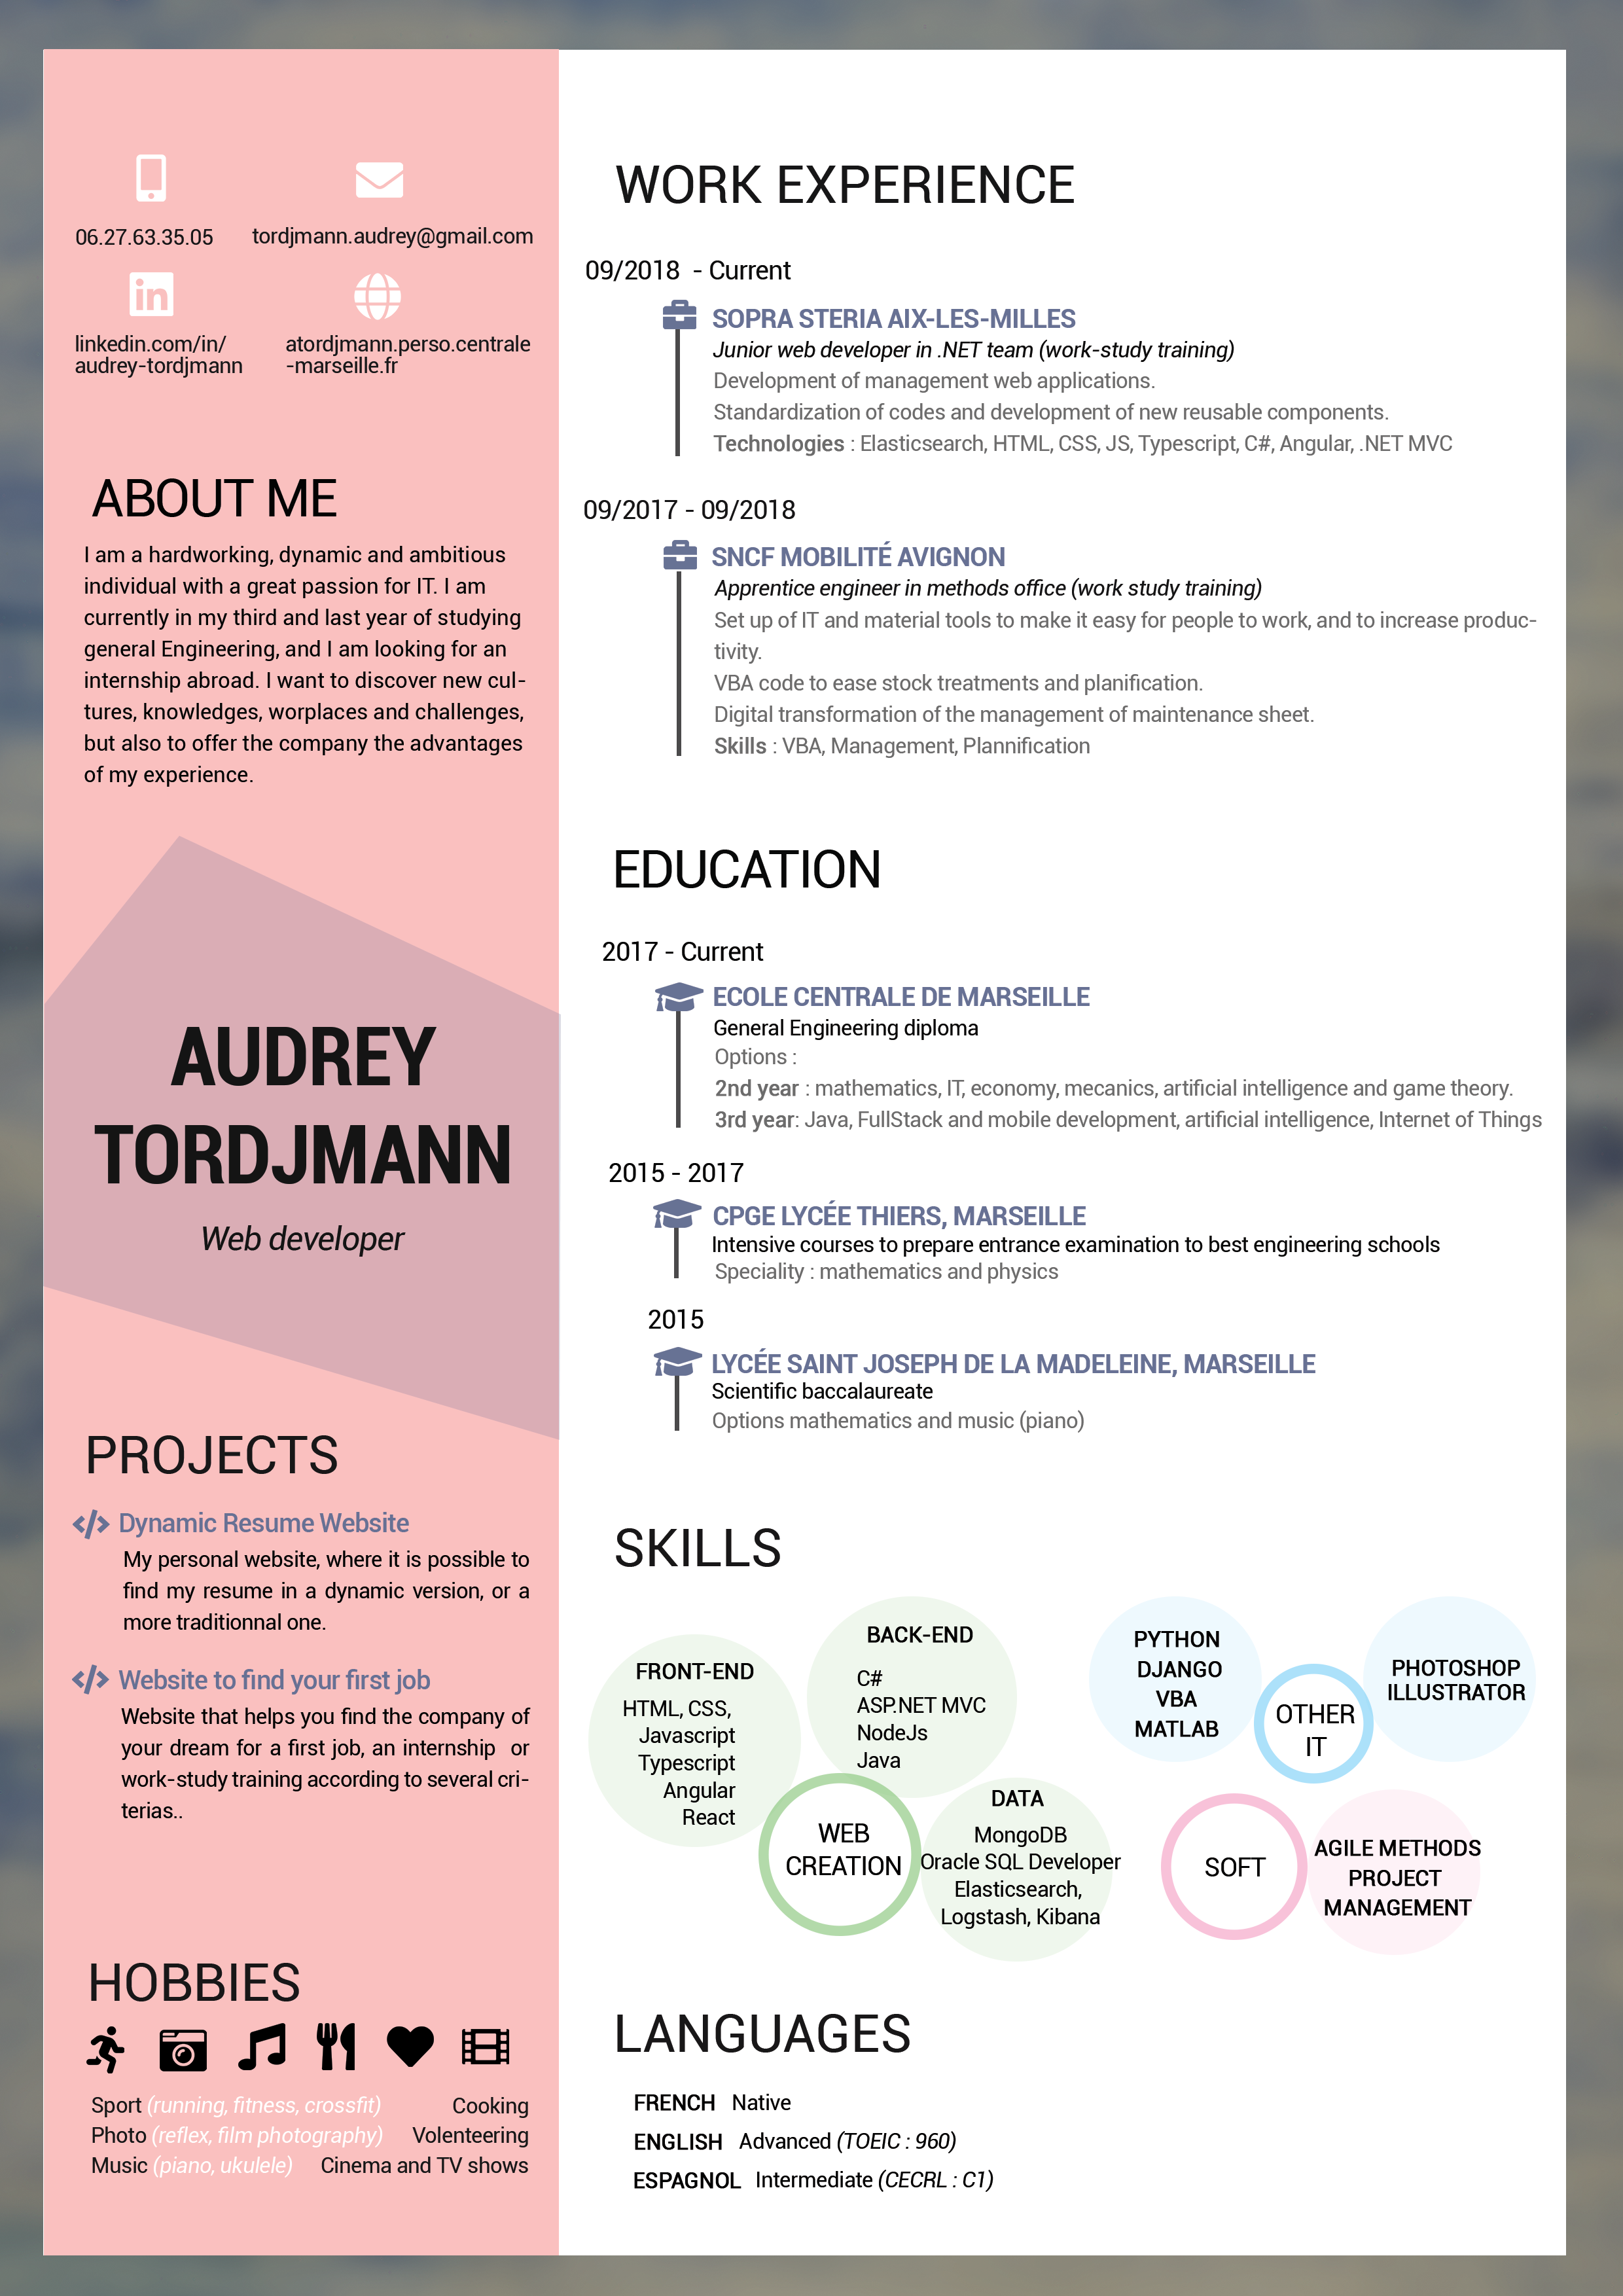 06.27.63.35.05
tordjmann.audrey@gmail.com
linkedin.com/in/
audrey-tordjmann
atordjmann.perso.centrale
-marseille.fr
ABOUT ME
I am a hardworking, dynamic and ambitious
individual with a great passion for IT. I am
currently in my third and last year of studying
general Engineering, and I am looking for an
internship abroad. I want to discover new cul-
tures, knowledges, worplaces and challenges,
but also to offer the company the advantages
of my experience.
AUDREY
TORDJMANN
Web developer
PROJECTS
Dynamic Resume Website
My personal website, where it is possible to
find my resume in a dynamic version, or a
more traditionnal one.
Website to find your first job
Website that helps you find the company of
your dream for a first job, an internship or
work-study training according to several cri-
terias..
HOBBIES
Sport (running, fitness, crossfit)
Photo (reflex, film photography)
Music (piano, ukulele)
Cooking
Volenteering
Cinema and TV shows
WORK EXPERIENCE
09/2018 - Current
SOPRA STERIA AIX-LES-MILLES
Junior web developer in .NET team (work-study training)
Development of management web applications.
Standardization of codes and development of new reusable components.
Technologies : Elasticsearch, HTML, CSS, JS, Typescript, C#, Angular, .NET MVC
09/2017 - 09/2018
SNCF MOBILITÉ AVIGNON
Apprentice engineer in methods office (work study training)
Set up of IT and material tools to make it easy for people to work, and to increase produc-
tivity.
VBA code to ease stock treatments and planification.
Digital transformation of the management of maintenance sheet.
Skills : VBA, Management, Plannification
EDUCATION
2017 - Current
ECOLE CENTRALE DE MARSEILLE
General Engineering diploma
Options :
2nd year : mathematics, IT, economy, mecanics, artificial intelligence and game theory.
3rd year: Java, FullStack and mobile development, artificial intelligence, Internet of Things
2015 - 2017
CPGE LYCÉE THIERS, MARSEILLE
Intensive courses to prepare entrance examination to best engineering schools
Speciality : mathematics and physics
2015
LYCÉE SAINT JOSEPH DE LA MADELEINE, MARSEILLE
Scientific baccalaureate
Options mathematics and music (piano)
SKILLS
FRONT-END
HTML, CSS,
Javascript
Typescript
Angular
React
BACK-END
C#
ASP.NET MVC
NodeJs
Java
WEB
CREATION
DATA
MongoDB
Oracle SQL Developer
Elasticsearch,
Logstash, Kibana
PYTHON
DJANGO
VBA
MATLAB
OTHER
IT
PHOTOSHOP
ILLUSTRATOR
SOFT
AGILE METHODS
PROJECT
MANAGEMENT
LANGUAGES
FRENCH Native
ENGLISH Advanced (TOEIC : 960)
ESPAGNOL Intermediate (CECRL : C1)